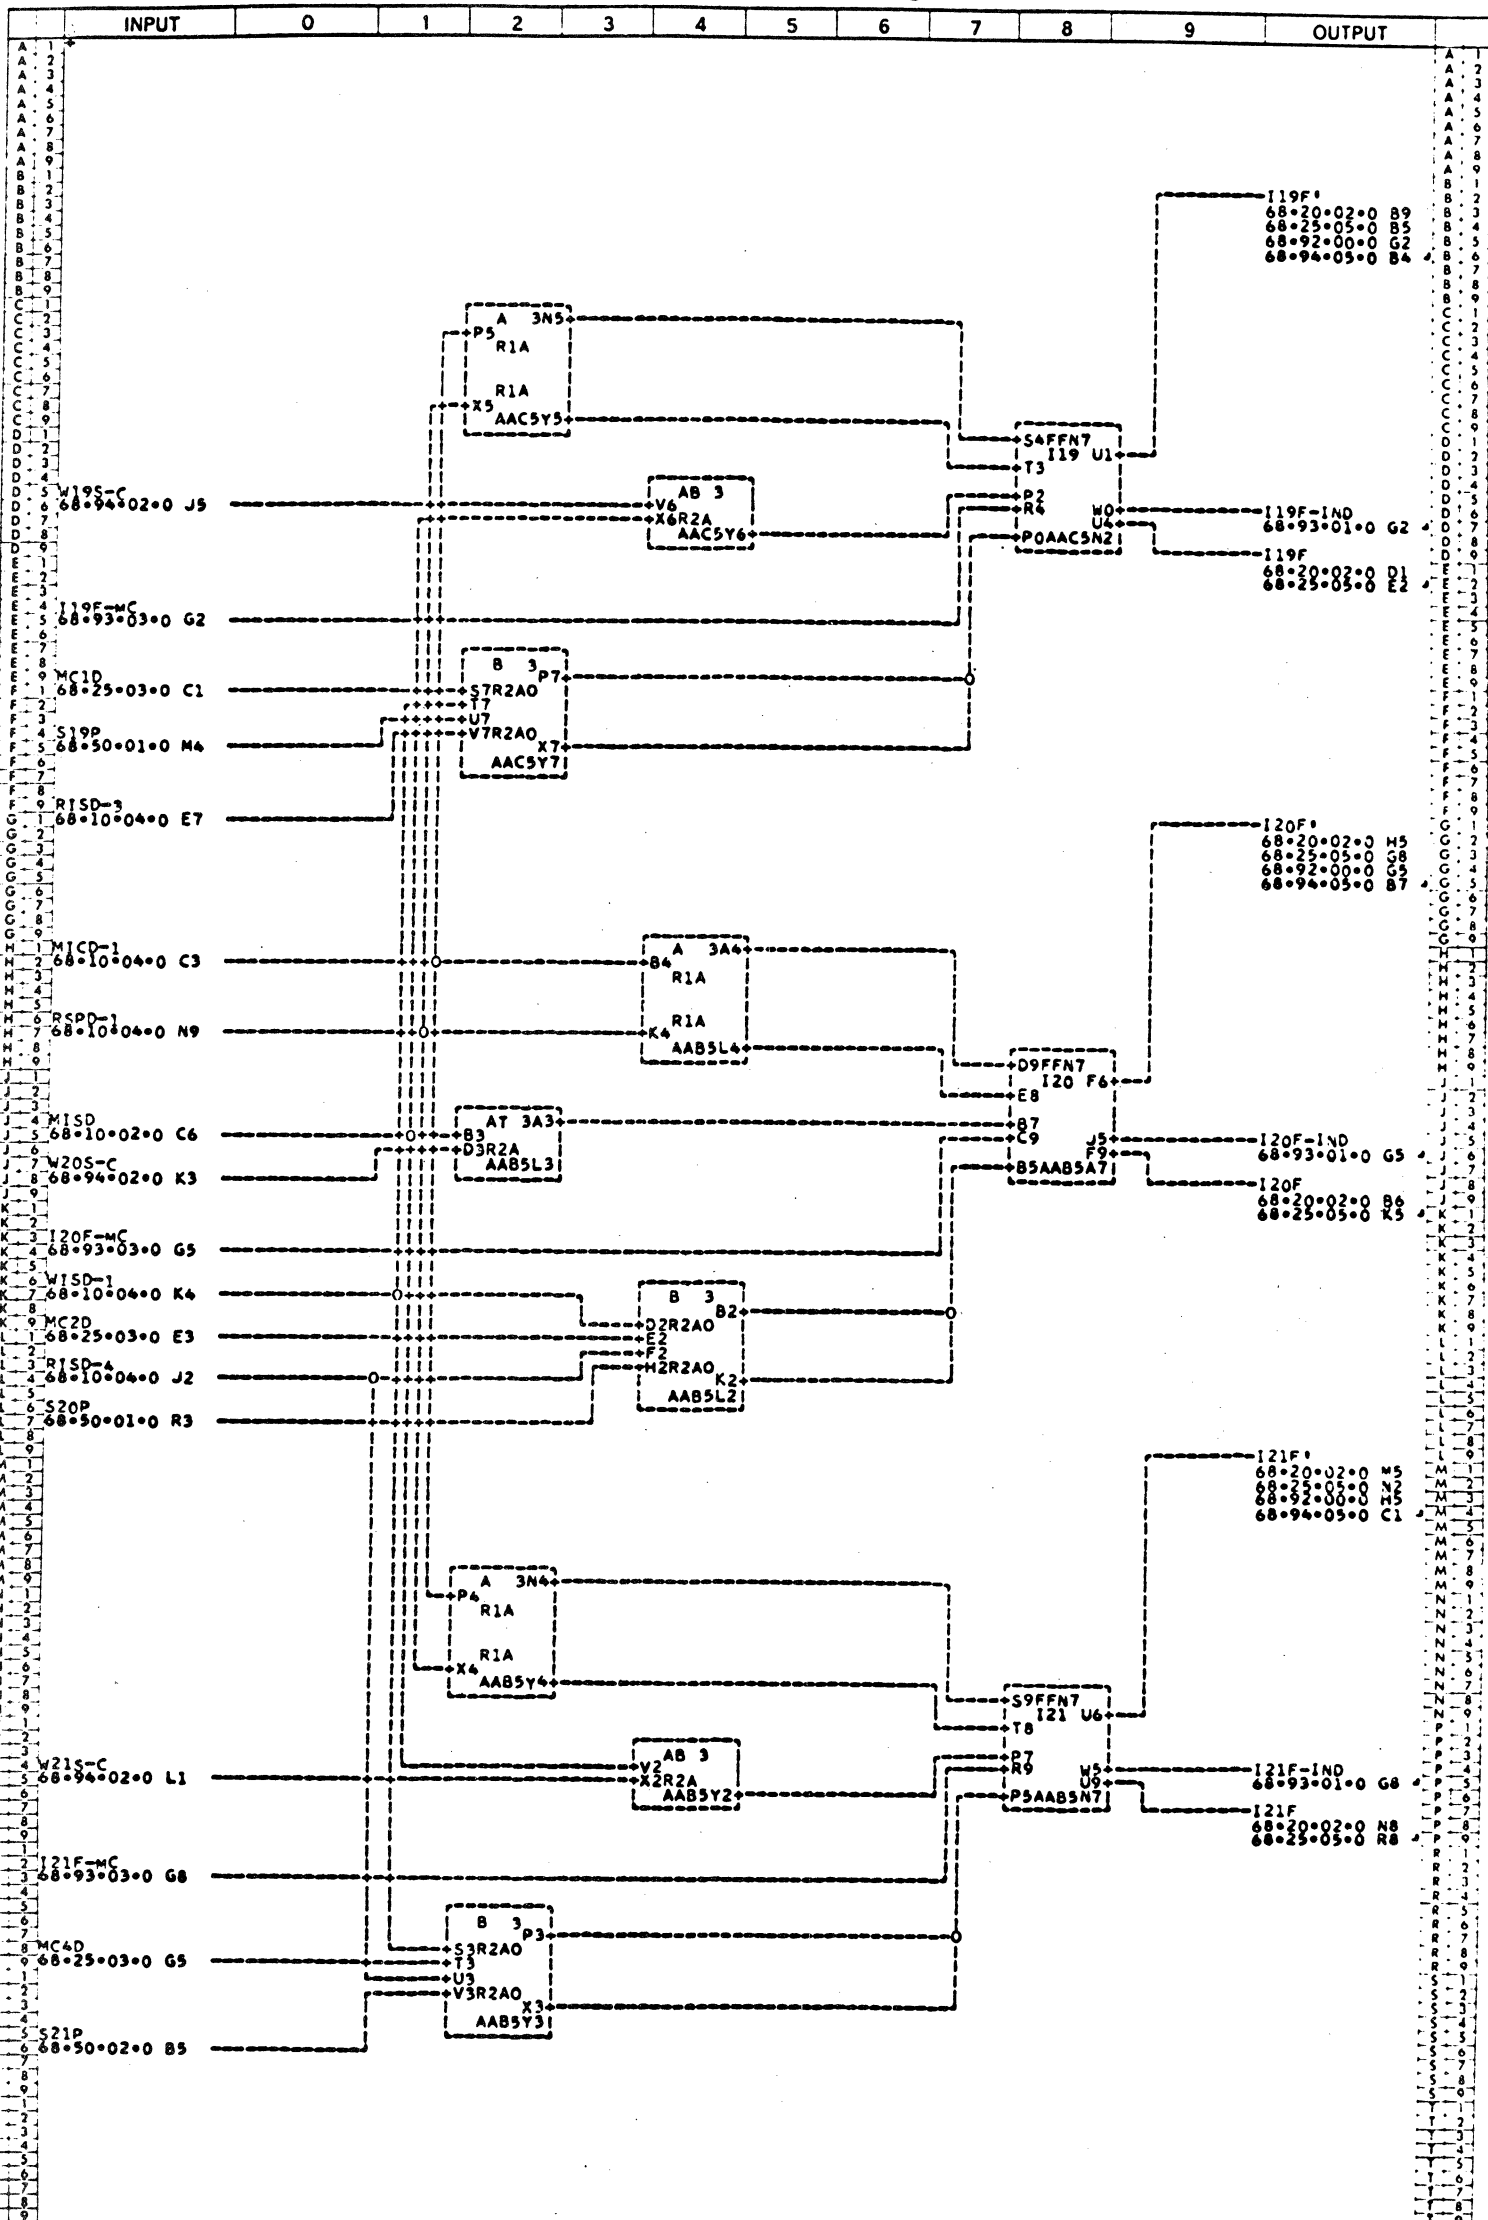 INPUT 0 1 2 3 4 5 6 7 8 9 OUTPUT
I19F'
68•20•02•0 B9
68•25•05•0 B5
68•92•00•0 G2
68•94•05•0 B4
A 3N5
P5
R1A
R1A
X5
AAC5Y5
S4FFN7
I19 U1
T3
W19S-C
68•94•02•0 J5
AB 3
V6
X6R2A
AAC5Y6
P2
R4 W0
U4
P0AAC5N2
I19F-IND
68•93•01•0 G2
I19F
68•20•02•0 D1
68•25•05•0 E2
I19F-MC
68•93•03•0 G2
MC1D
68•25•03•0 C1
B 3
P7
S7R2AO
T7
U7
V7R2AO
X7
AAC5Y7
S19P
68•50•01•0 M4
RISD-3
68•10•04•0 E7
I20F'
68•20•02•0 H5
68•25•05•0 G8
68•92•00•0 G5
68•94•05•0 B7
MICD-1
68•10•04•0 C3
A 3A4
B4
R1A
R1A
K4
AAB5L4
RSPD-1
68•10•04•0 N9
D9FFN7
I20 F6
E8
MISD
68•10•02•0 C6
AT 3A3
B3
D3R2A
AAB5L3
B7
C9 J5
F9
B5AAB5A7
W20S-C
68•94•02•0 K3
I20F-IND
68•93•01•0 G5
I20F
68•20•02•0 B6
68•25•05•0 K5
I20F-MC
68•93•03•0 G5
WISD-1
68•10•04•0 K4
B 3
B2
D2R2AO
E2
F2
H2R2AO
K2
AAB5L2
MC2D
68•25•03•0 E3
RISD-4
68•10•04•0 J2
S20P
68•50•01•0 R3
I21F'
68•20•02•0 M5
68•25•05•0 N2
68•92•00•0 H5
68•94•05•0 C1
A 3N4
P4
R1A
R1A
X4
AAB5Y4
S9FFN7
I21 U6
T8
W21S-C
68•94•02•0 L1
AB 3
V2
X2R2A
AAB5Y2
P7
R9 W5
U9
P5AAB5N7
I21F-IND
68•93•01•0 G8
I21F
68•20•02•0 N8
68•25•05•0 R8
I21F-MC
68•93•03•0 G8
B 3
P3
S3R2AO
T3
U3
V3R2AO
X3
AAB5Y3
MC4D
68•25•03•0 G5
S21P
68•50•02•0 B5